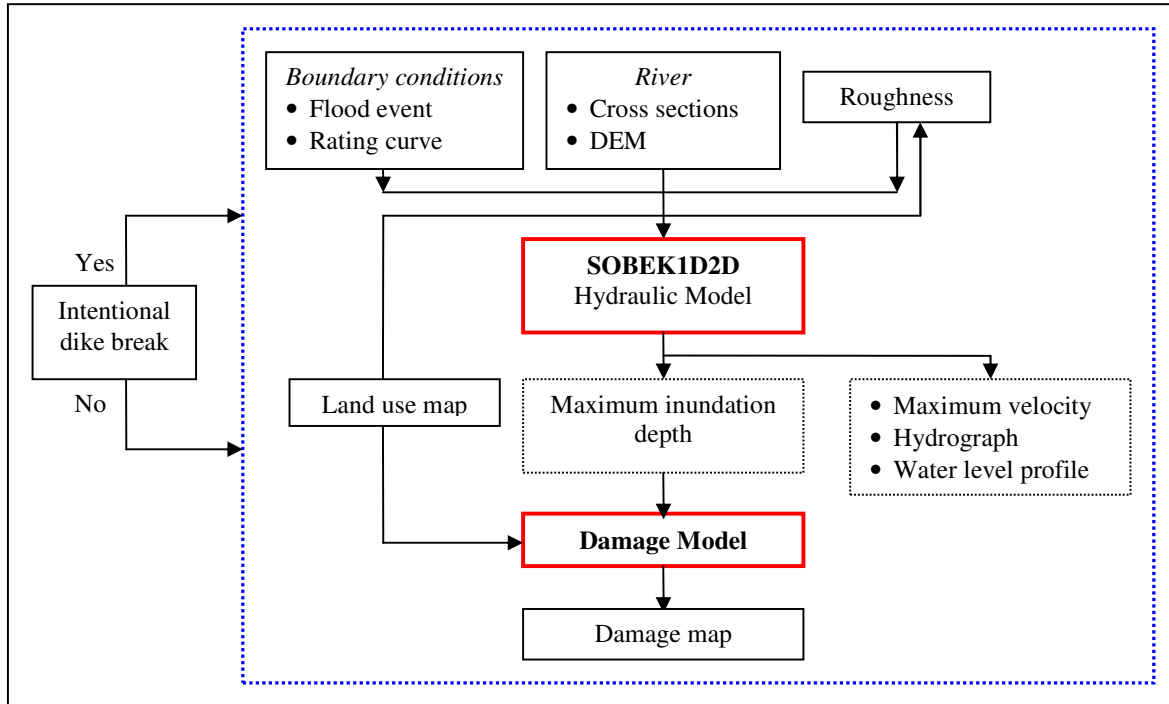 Boundary conditions
• Flood event
• Rating curve
River
• Cross sections
• DEM
Roughness
Yes
Intentional
dike break
No
SOBEK1D2D
Hydraulic Model
Land use map
Maximum inundation
depth
• Maximum velocity
• Hydrograph
• Water level profile
Damage Model
Damage map